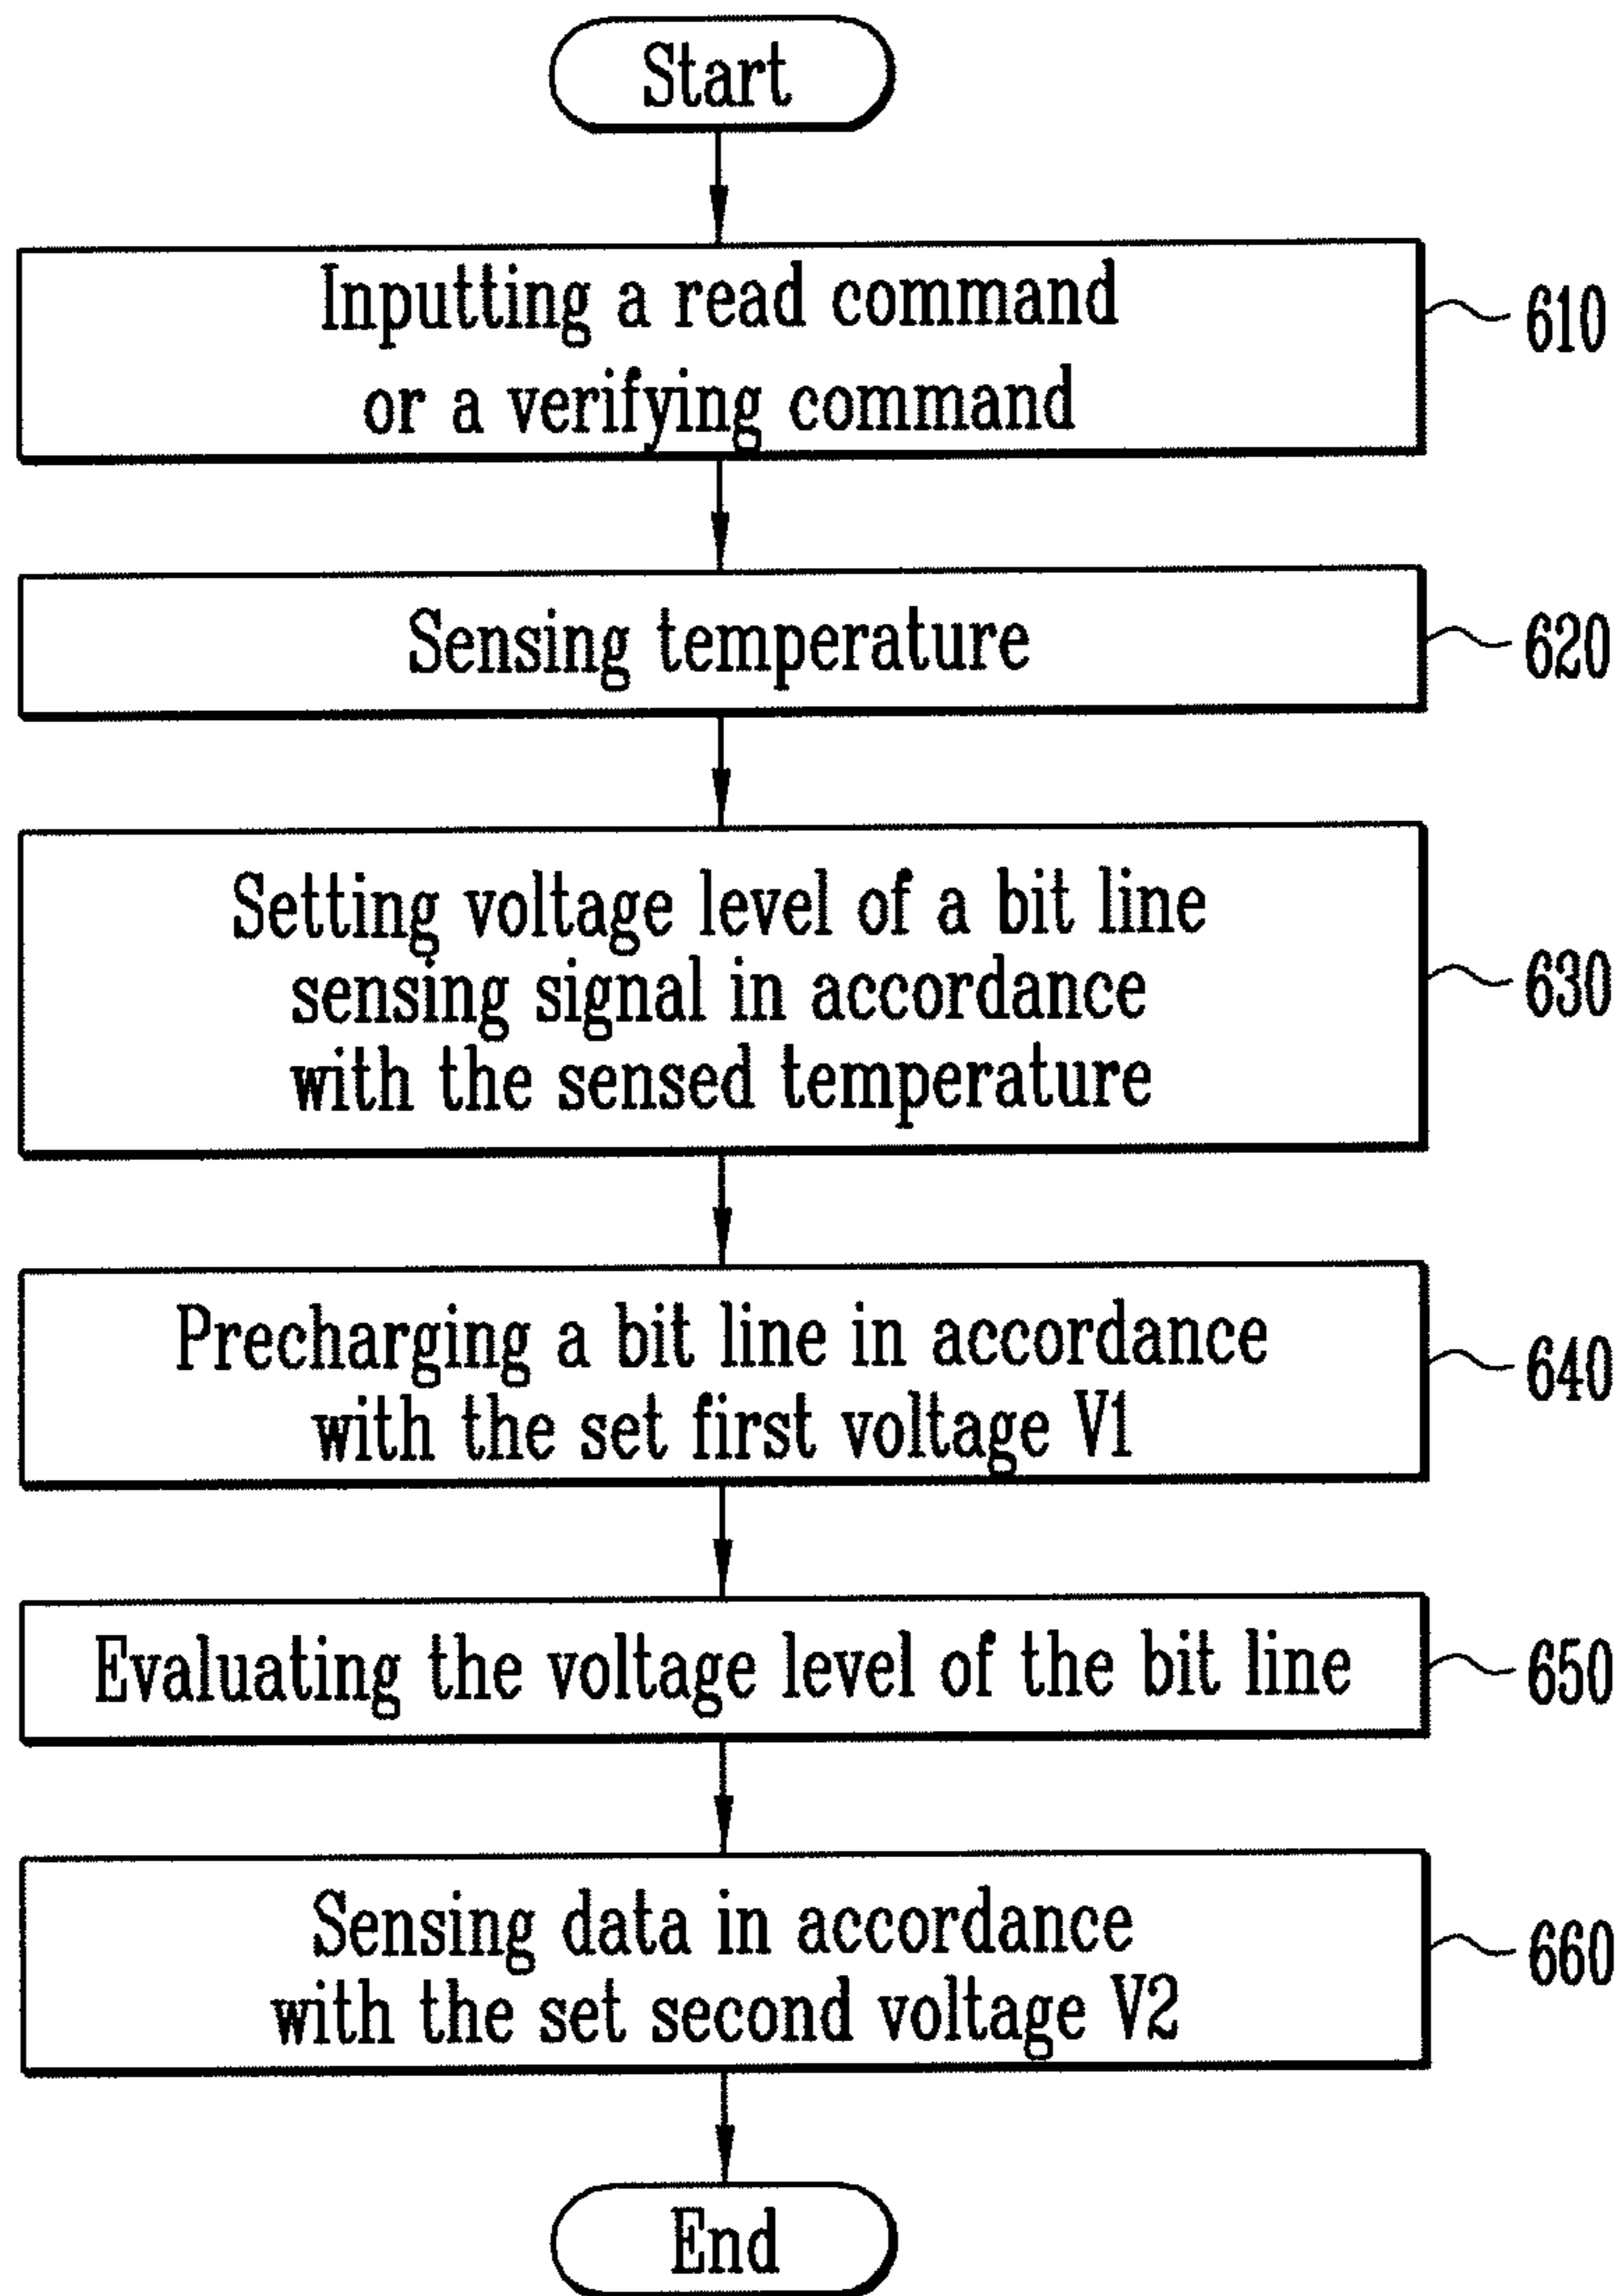 Start
Inputting a read command
or a verifying command
610
Sensing temperature
620
Setting voltage level of a bit line
sensing signal in accordance
with the sensed temperature
630
Precharging a bit line in accordance
with the set first voltage V1
640
Evaluating the voltage level of the bit line
650
Sensing data in accordance
with the set second voltage V2
660
End